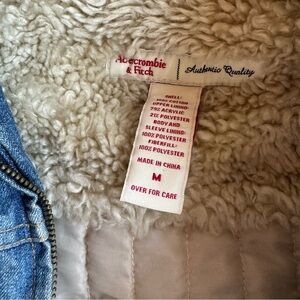 Abercrombie
& Fitch
Authentic Quality
SHELL:
100% COTTON
UPPER LINING:
79% ACRYLIC
21% POLYESTER
BODY AND
SLEEVE LINING:
100% POLYESTER
FIBERFILL:
100% POLYESTER
MADE IN CHINA
M
OVER FOR CARE